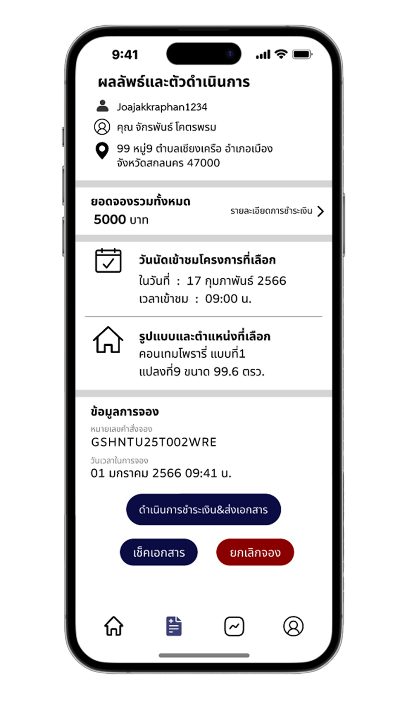 9:41
ผลลัพธ์และตัวดำเนินการ
Joajakkraphan1234
คุณ จักรพันธ์ โคตรพรม
99 หมู่9 ตำบลเชียงเครือ อำเภอเมือง
จังหวัดสกลนคร 47000
ยอดจองรวมทั้งหมด
5000 บาท
รายละเอียดการชำระเงิน
วันนัดเข้าชมโครงการที่เลือก
ในวันที่ : 17 กุมภาพันธ์ 2566
เวลาเข้าชม : 09:00 น.
รูปแบบและตำแหน่งที่เลือก
คอนเทมโพรารี่ แบบที่1
แปลงที่9 ขนาด 99.6 ตรว.
ข้อมูลการจอง
หมายเลขคำสั่งจอง
GSHNTU25T002WRE
วันเวลาในการจอง
01 มกราคม 2566 09:41 น.
ดำเนินการชำระเงิน&ส่งเอกสาร
เช็คเอกสาร
ยกเลิกจอง